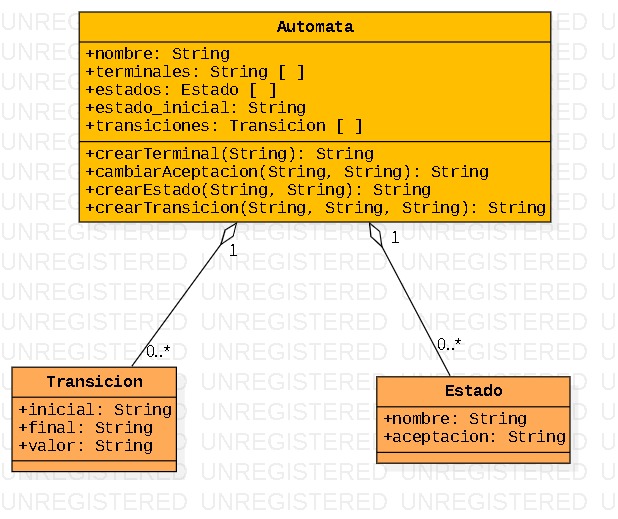 Automata
+nombre: String
+terminales: String [ ]
+estados: Estado [ ]
+estado_inicial: String
+transiciones: Transicion [ ]
+crearTerminal(String): String
+cambiarAceptacion(String, String): String
+crearEstado(String, String): String
+crearTransicion(String, String, String): String
1
1
0..*
0..*
Transicion
+inicial: String
+final: String
+valor: String
Estado
+nombre: String
+aceptacion: String
UNREGISTERED